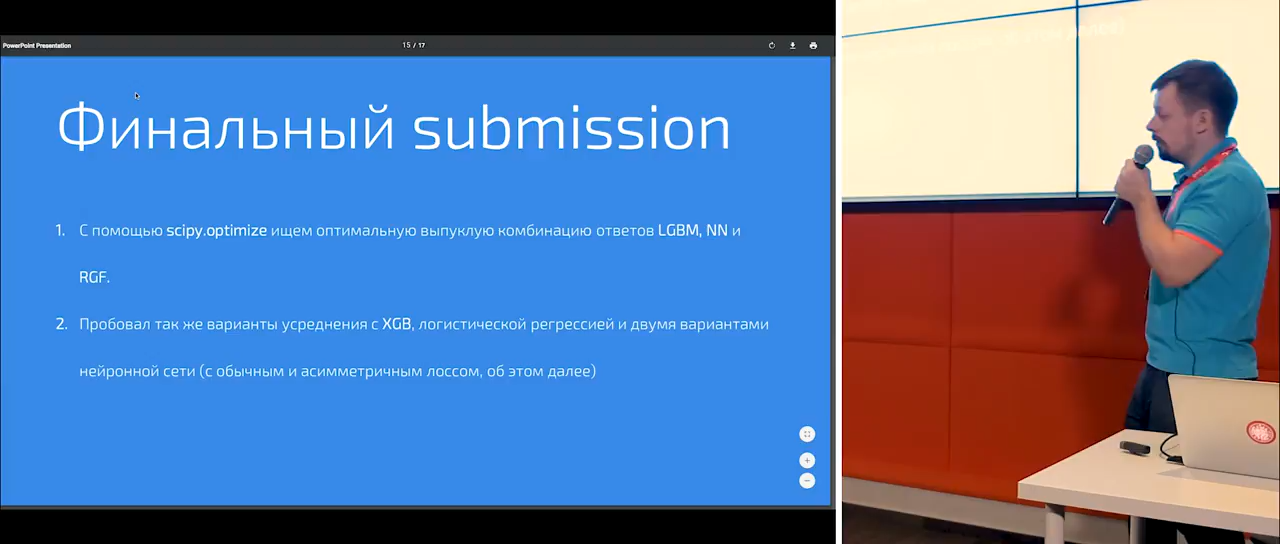 PowerPoint Presentation
15 / 17
Финальный submission
1. С помощью scipy.optimize ищем оптимальную выпуклую комбинацию ответов LGBM, NN и
RGF.
2. Пробовал так же варианты усреднения с XGB, логистической регрессией и двумя вариантами
нейронной сети (с обычным и асимметричным лоссом, об этом далее)